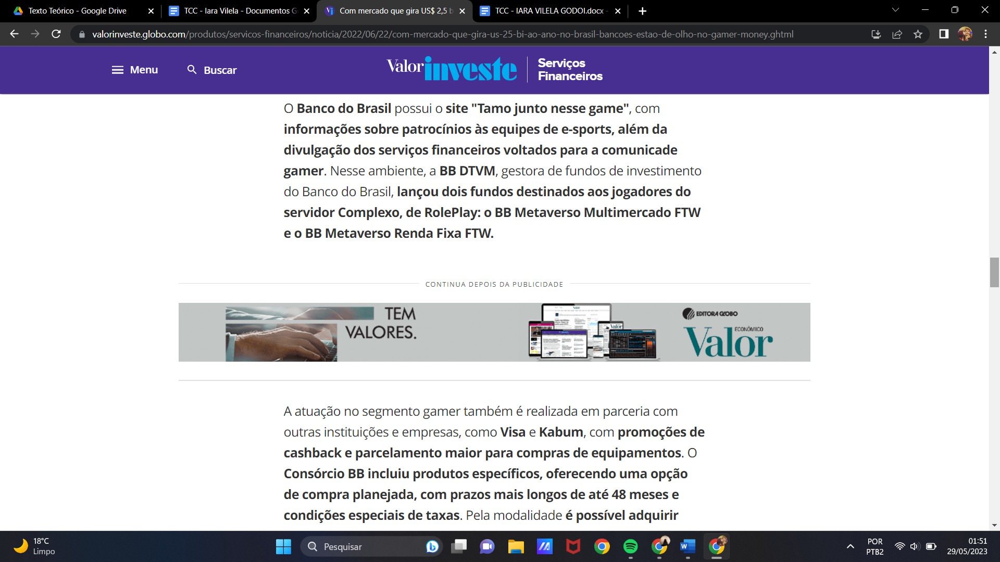 Texto Teórico - Google Drive
TCC - Iara Vilela - Documentos G
Com mercado que gira US$ 2,5 b
TCC - IARA VILELA GODOI.docx -
valorinveste.globo.com/produtos/servicos-financeiros/noticia/2022/06/22/com-mercado-que-gira-us-25-bi-ao-ano-no-brasil-bancoes-estao-de-olho-no-gamer-money.ghtml
Menu
Buscar
Valor investe
Serviços
Financeiros
O Banco do Brasil possui o site "Tamo junto nesse game", com
informações sobre patrocínios às equipes de e-sports, além da
divulgação dos serviços financeiros voltados para a comunicade
gamer. Nesse ambiente, a BB DTVM, gestora de fundos de investimento
do Banco do Brasil, lançou dois fundos destinados aos jogadores do
servidor Complexo, de RolePlay: o BB Metaverso Multimercado FTW
e o BB Metaverso Renda Fixa FTW.
CONTINUA DEPOIS DA PUBLICIDADE
TEM
VALORES.
EDITORA GLOBO
Valor ECONÔMICO
A atuação no segmento gamer também é realizada em parceria com
outras instituições e empresas, como Visa e Kabum, com promoções de
cashback e parcelamento maior para compras de equipamentos. O
Consórcio BB incluiu produtos específicos, oferecendo uma opção
de compra planejada, com prazos mais longos de até 48 meses e
condições especiais de taxas. Pela modalidade é possível adquirir
18°C
Limpo
Pesquisar
POR
PTB2
01:51
29/05/2023